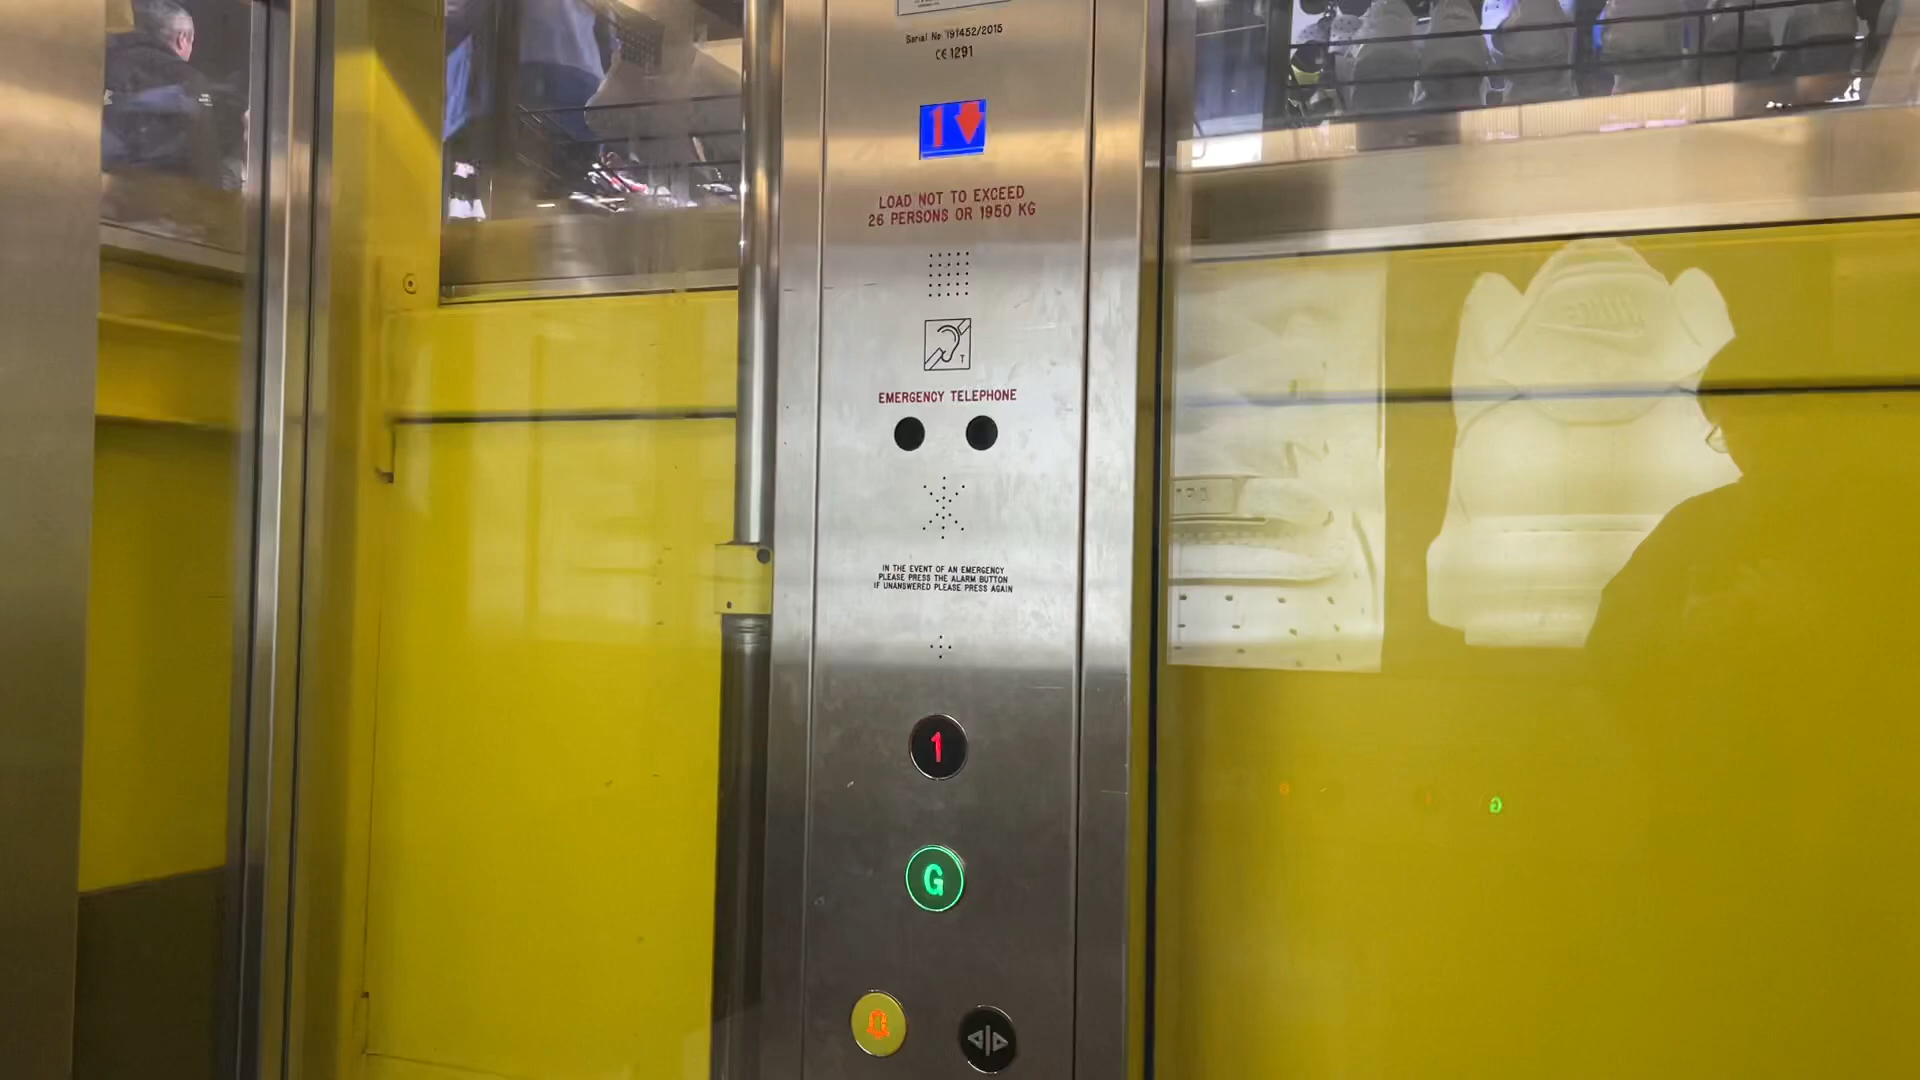 Serial No 191452/2015
CE 1291
1
LOAD NOT TO EXCEED
26 PERSONS OR 1950 KG
T
EMERGENCY TELEPHONE
IN THE EVENT OF AN EMERGENCY
PLEASE PRESS THE ALARM BUTTON
IF UNANSWERED PLEASE PRESS AGAIN
1
G